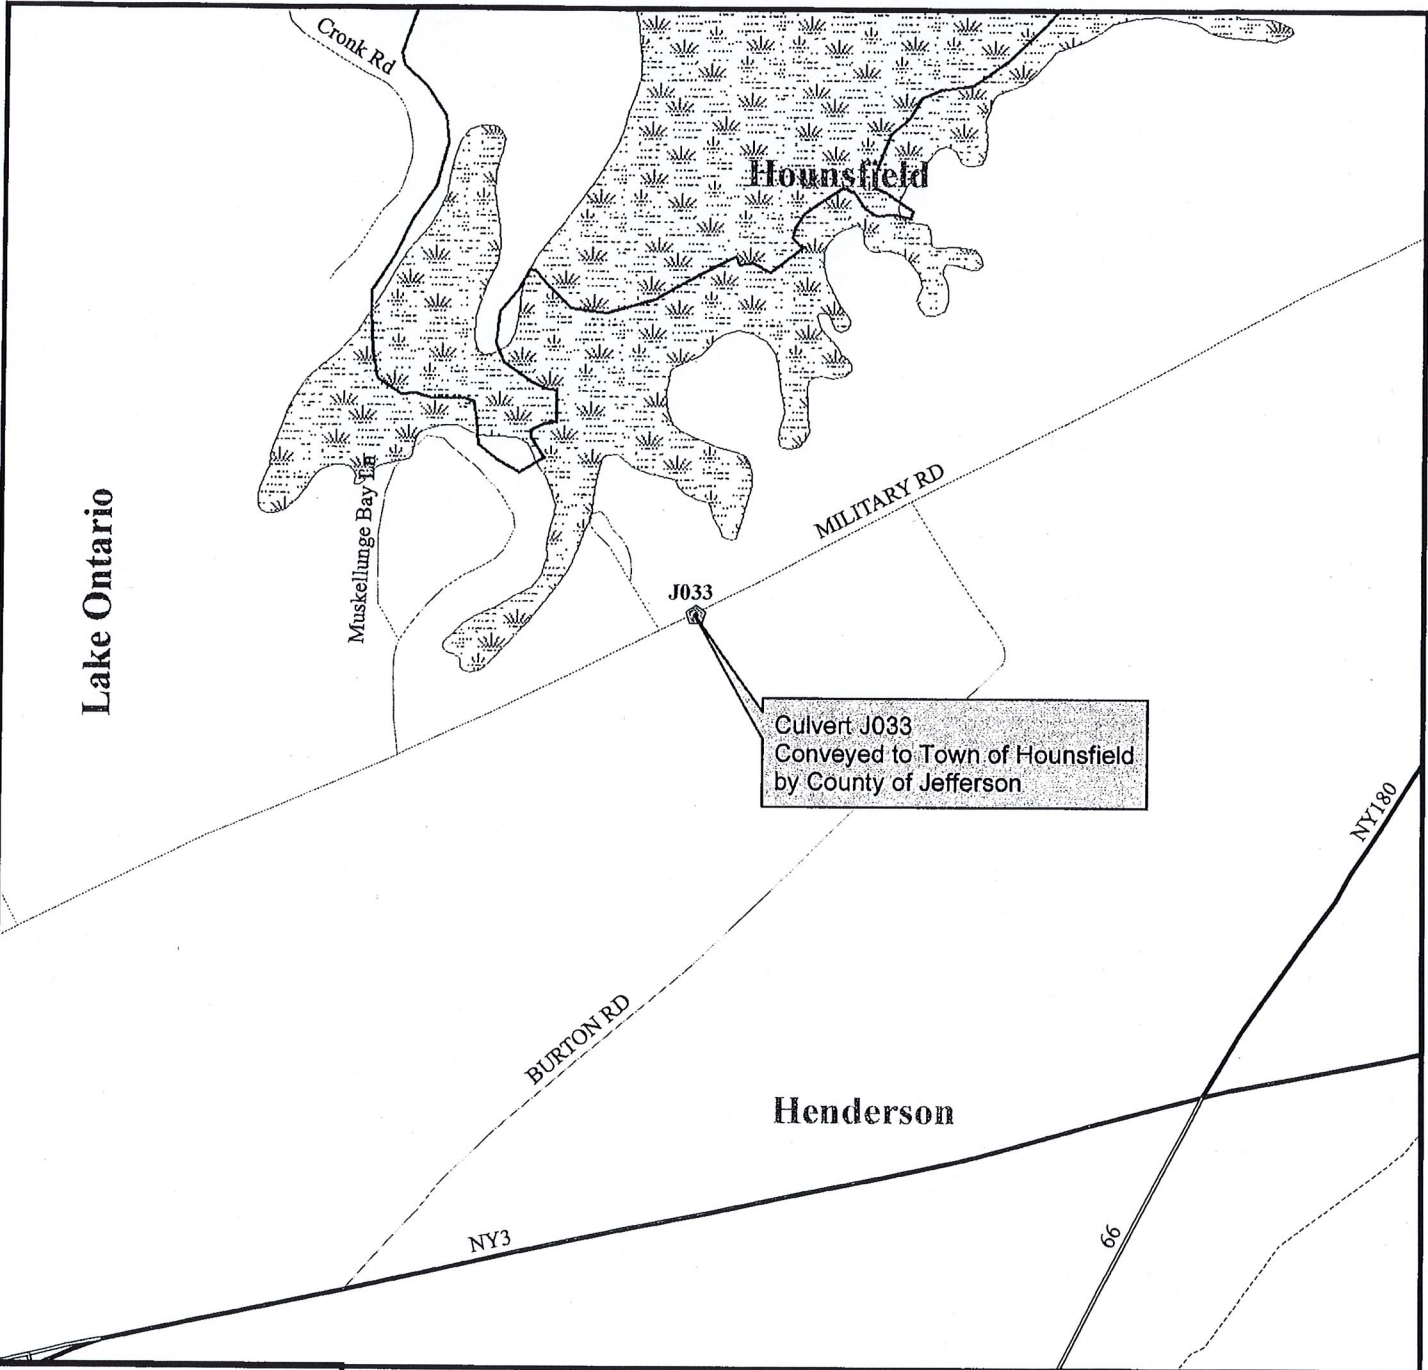 Cronk Rd
Hounsfield
Lake Ontario
Muskellunge Bay La
MILITARY RD
J033
Culvert J033
Conveyed to Town of Hounsfield
by County of Jefferson
NY180
BURTON RD
Henderson
NY3
66